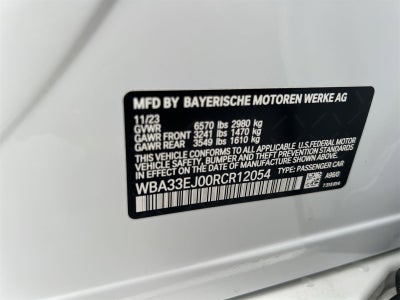 MFD BY BAYERISCHE MOTOREN WERKE AG
11/23
GVWR 6570 lbs 2980 kg
GAWR FRONT 3241 lbs 1470 kg
GAWR REAR 3549 lbs 1610 kg
THIS VEHICLE CONFORMS TO ALL APPLICABLE U.S. FEDERAL MOTOR
VEHICLE SAFETY, BUMPER, AND THEFT PREVENTION STANDARDS
IN EFFECT ON THE DATE OF MANUFACTURE SHOWN ABOVE.
WBA33EJ00RCR12054 TYPE: PASSENGER CAR
A96/0